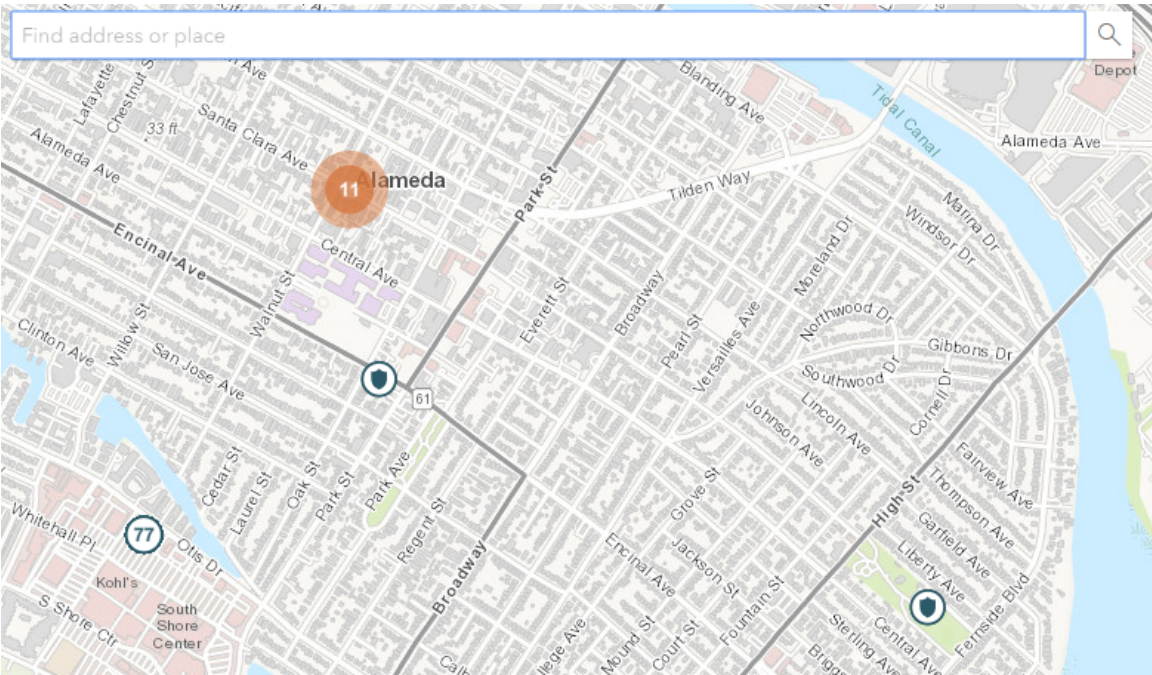 Find address or place
Depot
Lafayette
Chestnut S
n Ave
Blanding Ave
Tidal Canal
Alameda Ave
33 ft
Santa Clara Ave
Alameda Ave
11
Alameda
Park St
Tilden Way
Marina Dr
Windsor Dr
Moreland Dr
Encinal Ave
Central Ave
Walnut St
Everett St
Broadway
Pearl St
Versailles Ave
Northwood Dr
Gibbons Dr
Southwood Dr
Cornell Dr
Clinton Ave
Willow St
San Jose Ave
61
Johnson Ave
Lincoln Ave
Fairview Ave
Thompson Ave
High St
Garfield Ave
Liberty Ave
Cedar St
Laurel St
Oak St
Park St
Park Ave
Regent St
Grove St
Whitehall Pl
77
Otis Dr
Broadway
Encinal Ave
Jackson St
Fountain St
Kohl's
S Shore Ctr
South
Shore
Center
Calh
llege Ave
Mound St
Court St
Sterling Ave
Central Ave
Fernside Blvd
Briggs